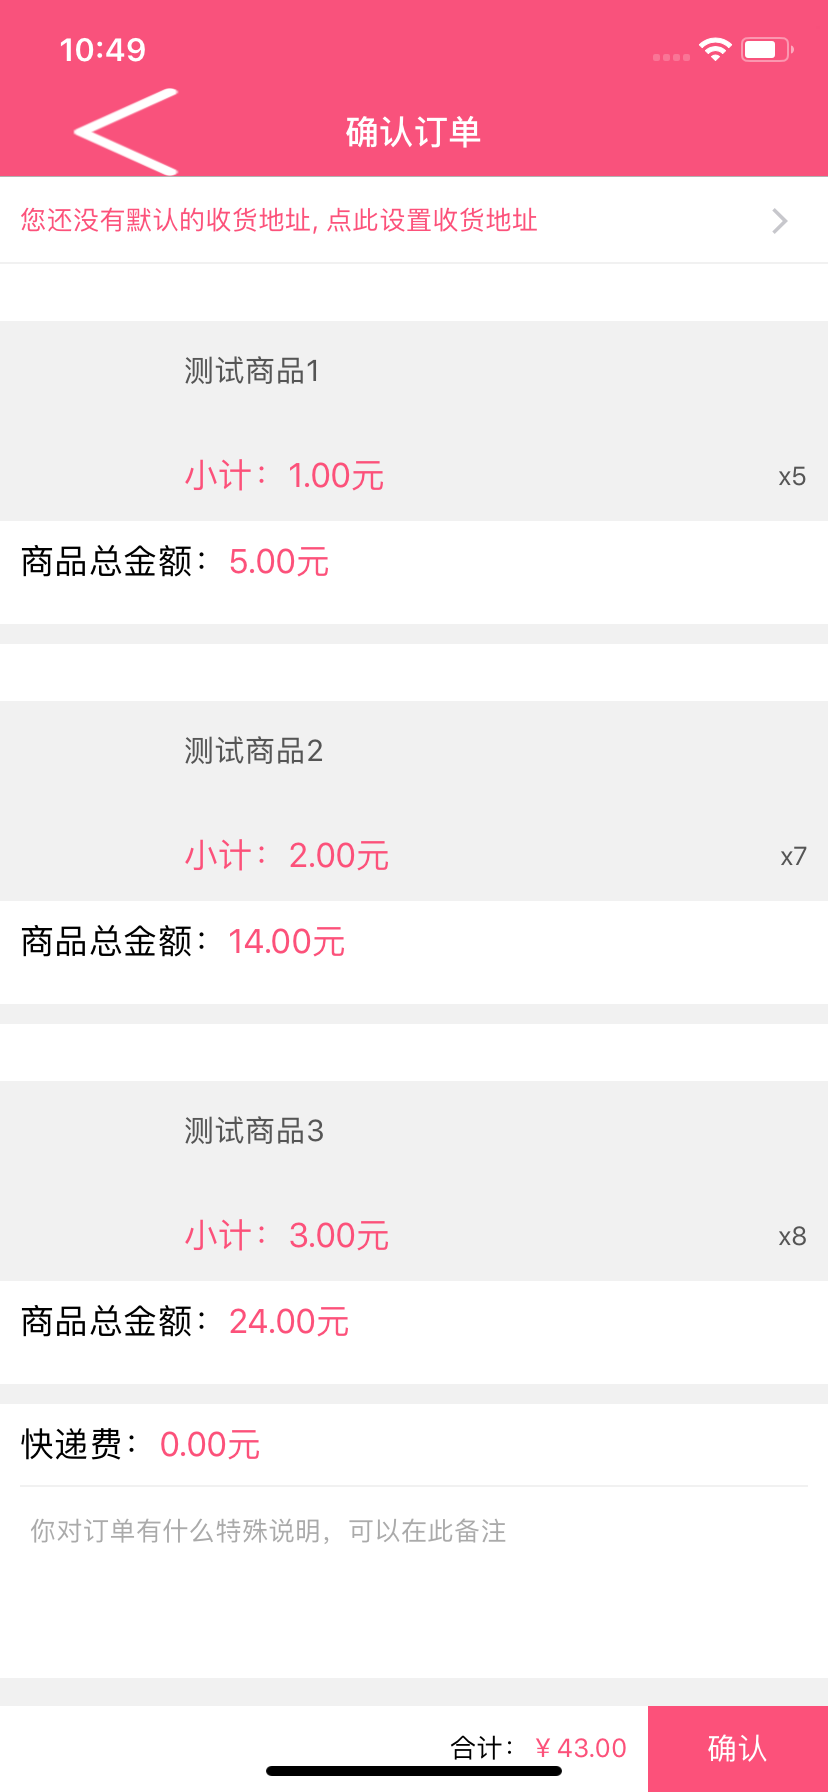 10:49
确认订单
您还没有默认的收货地址, 点此设置收货地址
测试商品1
小计：1.00元
x5
商品总金额：5.00元
测试商品2
小计：2.00元
x7
商品总金额：14.00元
测试商品3
小计：3.00元
x8
商品总金额：24.00元
快递费：0.00元
你对订单有什么特殊说明，可以在此备注
合计：￥43.00
确认